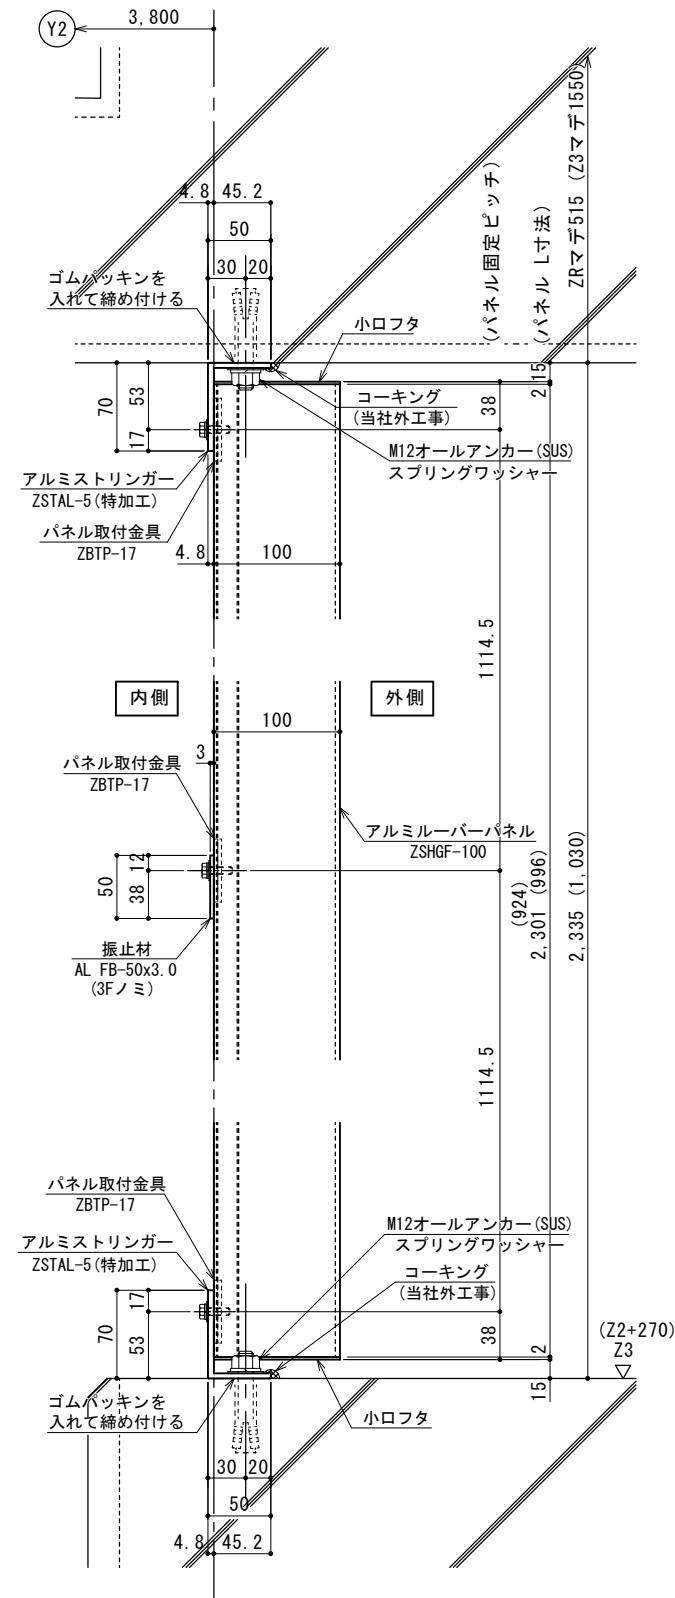 Y2
3,800
4.8
45.2
50
30
20
ゴムパッキンを
入れて締め付ける
小口フタ
(パネル固定ピッチ)
(パネル L寸法)
ZRマデ515 (Z3マデ1550)
コーキング
(当社外工事)
M12オールアンカー(SUS)
スプリングワッシャー
70
53
17
38
2
15
アルミストリンガー
ZSTAL-5(特加工)
パネル取付金具
ZBTP-17
4.8
100
1114.5
内側
外側
100
3
パネル取付金具
ZBTP-17
アルミルーバーパネル
ZSHGF-100
50
38
12
(924)
2,301 (996)
2,335 (1,030)
振止材
AL FB-50x3.0
(3Fノミ)
1114.5
パネル取付金具
ZBTP-17
アルミストリンガー
ZSTAL-5(特加工)
M12オールアンカー(SUS)
スプリングワッシャー
コーキング
(当社外工事)
70
17
53
38
2
15
(Z2+270)
Z3
ゴムパッキンを
入れて締め付ける
小口フタ
30
20
50
4.8
45.2